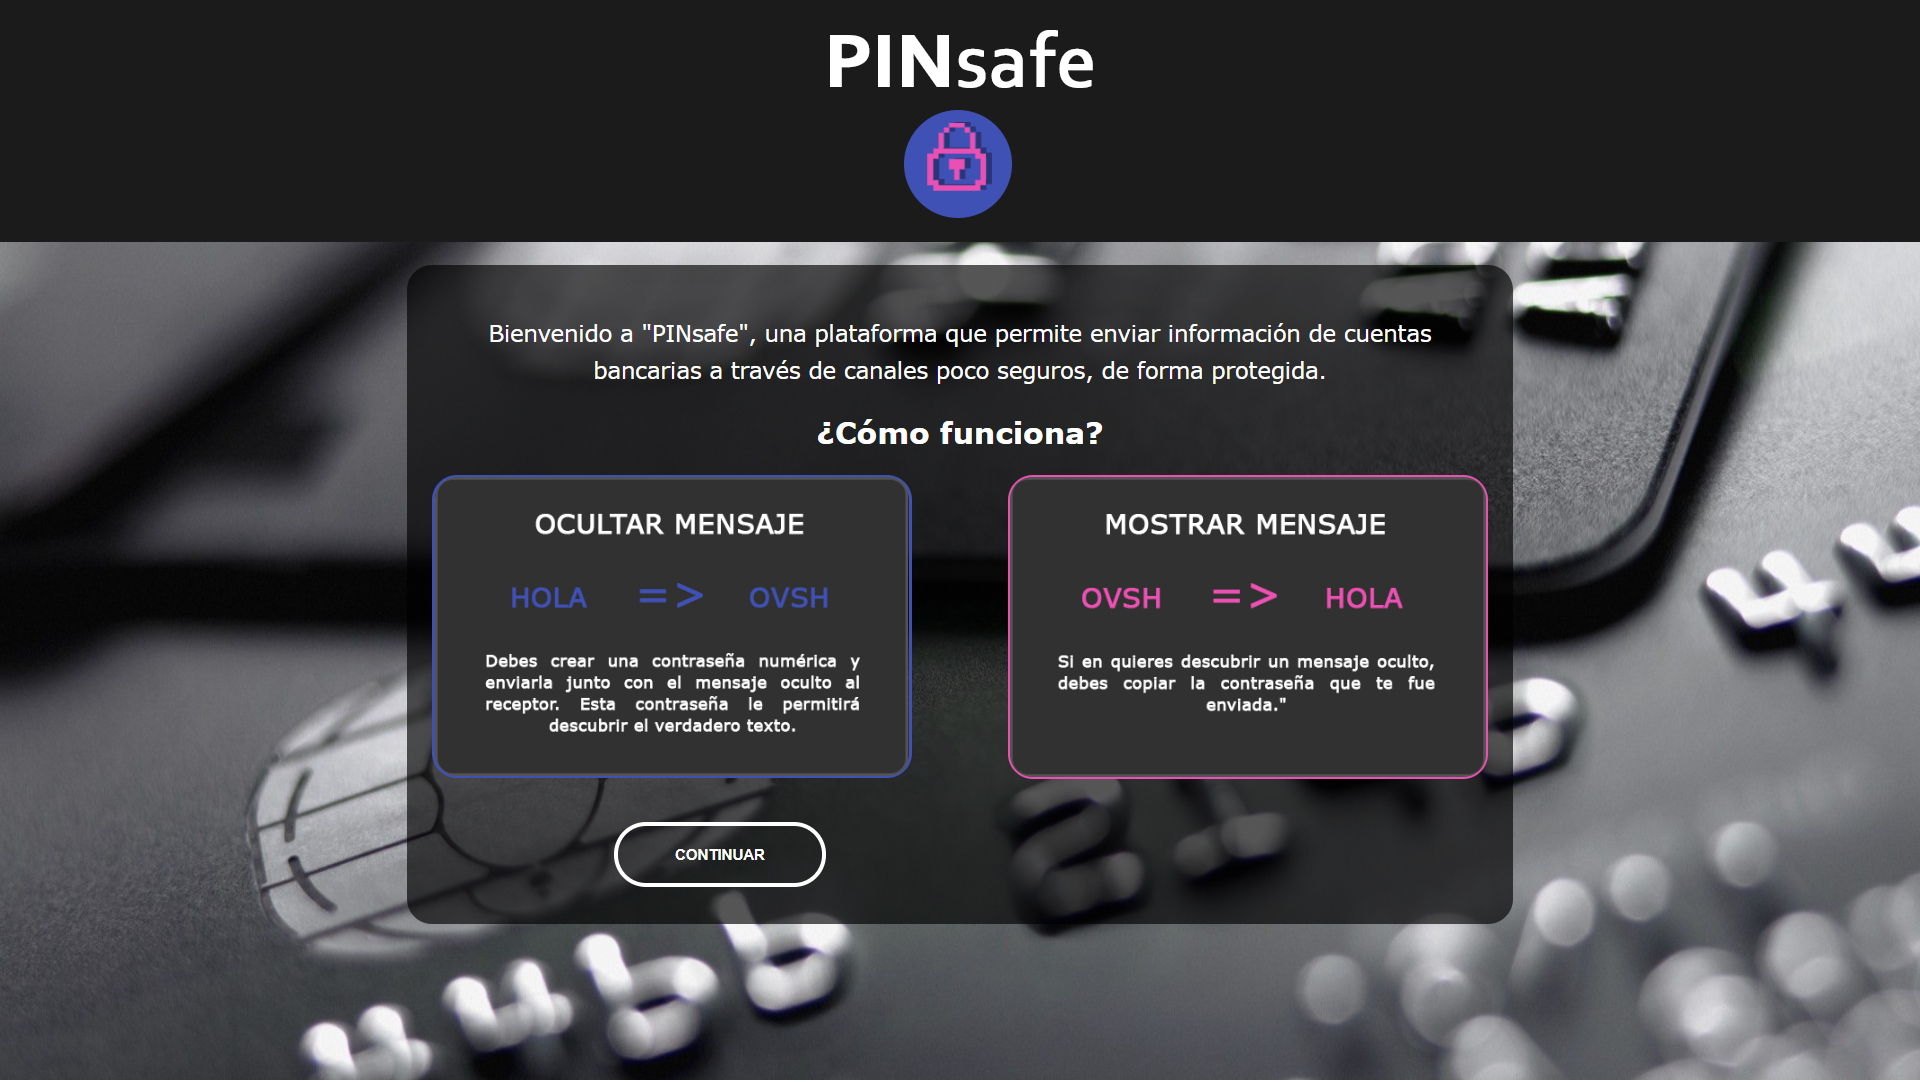 PINsafe
Bienvenido a "PINsafe", una plataforma que permite enviar información de cuentas
bancarias a través de canales poco seguros, de forma protegida.
¿Cómo funciona?
OCULTAR MENSAJE
HOLA => OVSH
Debes crear una contraseña numérica y
enviarla junto con el mensaje oculto al
receptor. Esta contraseña le permitirá
descubrir el verdadero texto.
MOSTRAR MENSAJE
OVSH => HOLA
Si en quieres descubrir un mensaje oculto,
debes copiar la contraseña que te fue
enviada."
CONTINUAR